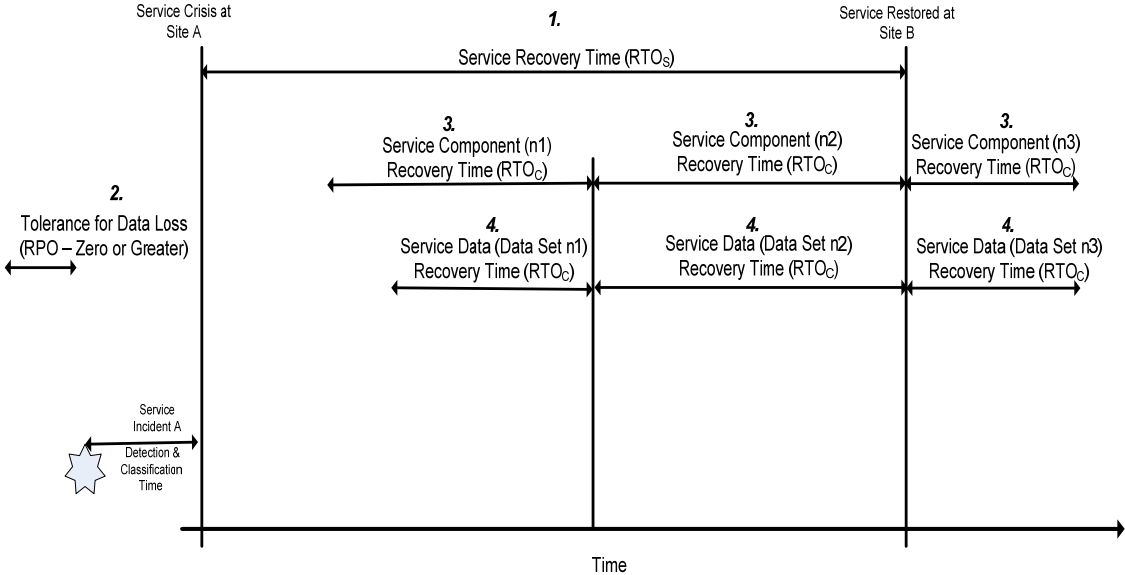 Service Crisis at
Site A
1.
Service Restored at
Site B
Service Recovery Time (RTOS)
3.
Service Component (n1)
Recovery Time (RTOC)
3.
Service Component (n2)
Recovery Time (RTOC)
3.
Service Component (n3)
Recovery Time (RTOC)
2.
Tolerance for Data Loss
(RPO – Zero or Greater)
4.
Service Data (Data Set n1)
Recovery Time (RTOC)
4.
Service Data (Data Set n2)
Recovery Time (RTOC)
4.
Service Data (Data Set n3)
Recovery Time (RTOC)
Service
Incident A
Detection &
Classification
Time
Time